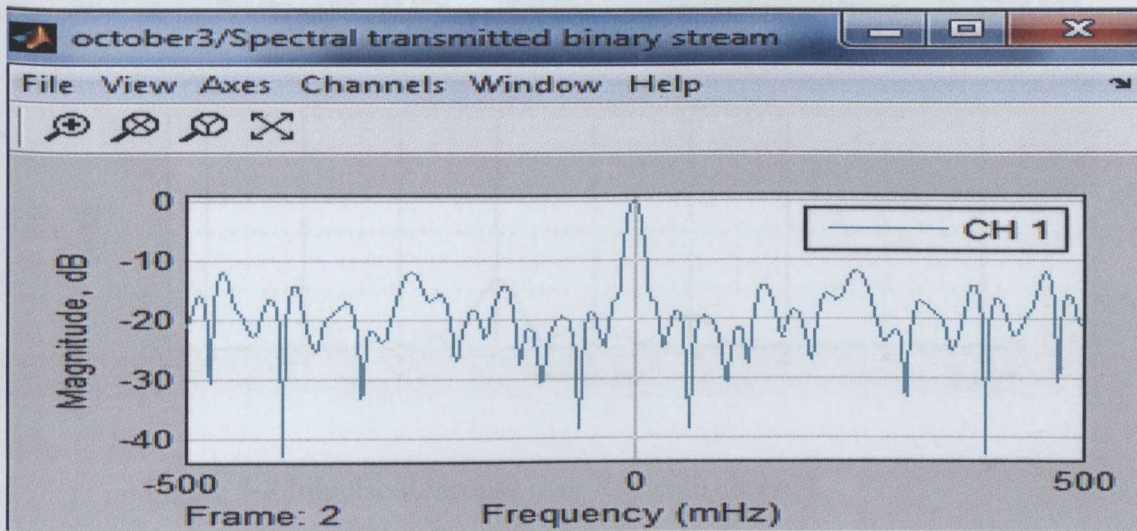 october3/Spectral transmitted binary stream
File View Axes Channels Window Help
0
CH 1
-10
-20
-30
-40
Magnitude, dB
-500
0
500
Frame: 2
Frequency (mHz)